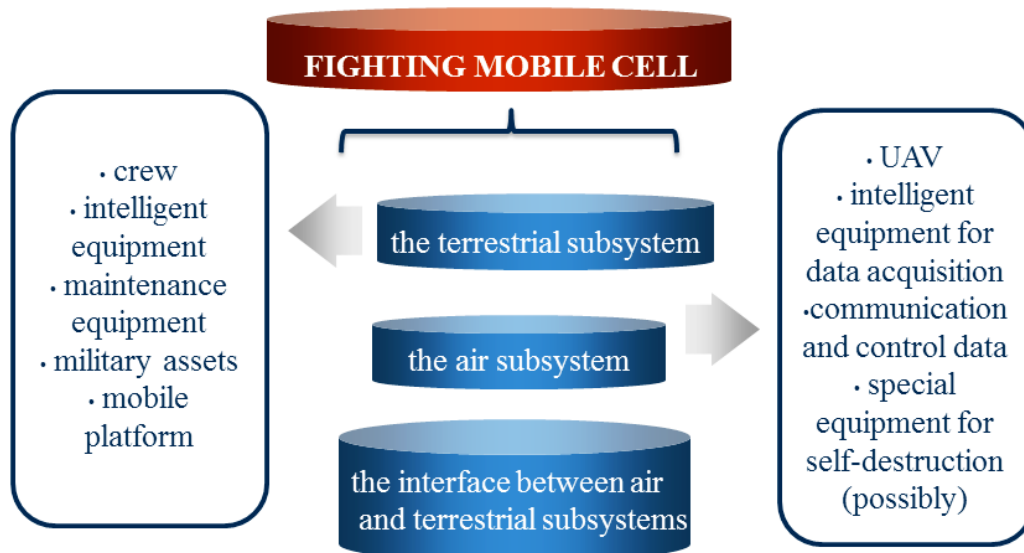 FIGHTING MOBILE CELL
• crew
• intelligent
equipment
• maintenance
equipment
• military assets
• mobile
platform
the terrestrial subsystem
the air subsystem
the interface between air
and terrestrial subsystems
• UAV
• intelligent
equipment for
data acquisition
•communication
and control data
• special
equipment for
self-destruction
(possibly)